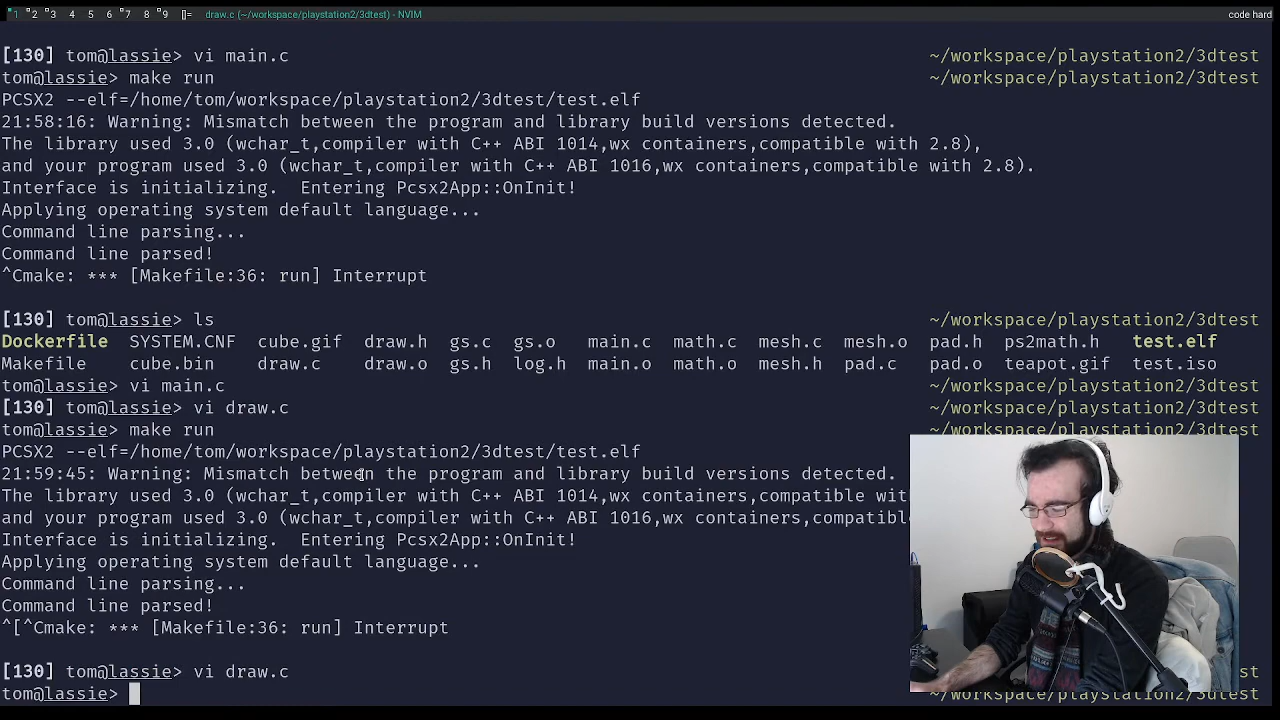 1 2 3 4 5 6 7 8 9 []= draw.c (~/workspace/playstation2/3dtest) - NVIM code hard
[130] tom@lassie> vi main.c ~/workspace/playstation2/3dtest
tom@lassie> make run ~/workspace/playstation2/3dtest
PCSX2 --elf=/home/tom/workspace/playstation2/3dtest/test.elf
21:58:16: Warning: Mismatch between the program and library build versions detected.
The library used 3.0 (wchar_t,compiler with C++ ABI 1014,wx containers,compatible with 2.8),
and your program used 3.0 (wchar_t,compiler with C++ ABI 1016,wx containers,compatible with 2.8).
Interface is initializing.  Entering Pcsx2App::OnInit!
Applying operating system default language...
Command line parsing...
Command line parsed!
^Cmake: *** [Makefile:36: run] Interrupt
[130] tom@lassie> ls ~/workspace/playstation2/3dtest
Dockerfile SYSTEM.CNF cube.gif draw.h gs.c gs.o main.c math.c mesh.c mesh.o pad.h ps2math.h test.elf
Makefile cube.bin draw.c draw.o gs.h log.h main.o math.o mesh.h pad.c pad.o teapot.gif test.iso
tom@lassie> vi main.c ~/workspace/playstation2/3dtest
[130] tom@lassie> vi draw.c ~/workspace/playstation2/3dtest
tom@lassie> make run ~/workspace/playstation2/3dtest
PCSX2 --elf=/home/tom/workspace/playstation2/3dtest/test.elf
21:59:45: Warning: Mismatch between the program and library build versions detected.
The library used 3.0 (wchar_t,compiler with C++ ABI 1014,wx containers,compatible with
and your program used 3.0 (wchar_t,compiler with C++ ABI 1016,wx containers,compatible
Interface is initializing.  Entering Pcsx2App::OnInit!
Applying operating system default language...
Command line parsing...
Command line parsed!
^[^Cmake: *** [Makefile:36: run] Interrupt
[130] tom@lassie> vi draw.c st
tom@lassie> ~/workspace/playstation2/3dtest